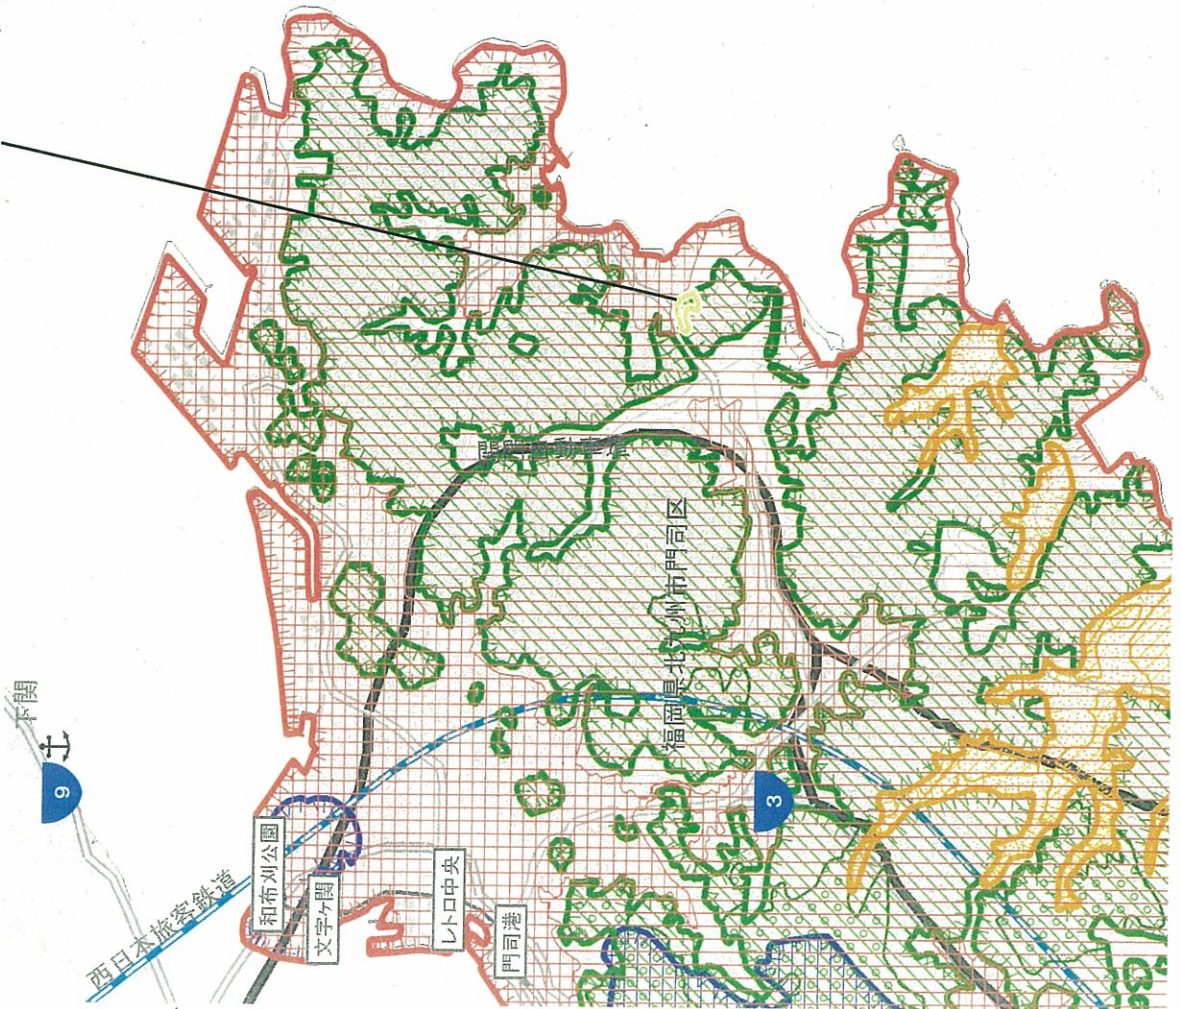 下関
9
西日本旅客鉄道
和布刈公園
文字ケ関
レトロ中央
門司港
関門自動車道
福岡県北九州市門司区
3